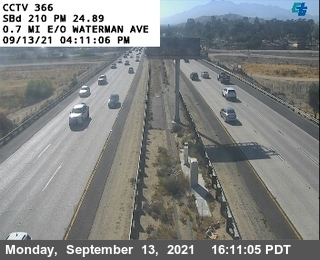 CCTV 366
SBd 210 PM 24.89
0.7 MI E/O WATERMAN AVE
09/13/21 04:11:06 PM
Monday, September 13, 2021 16:11:05 PDT